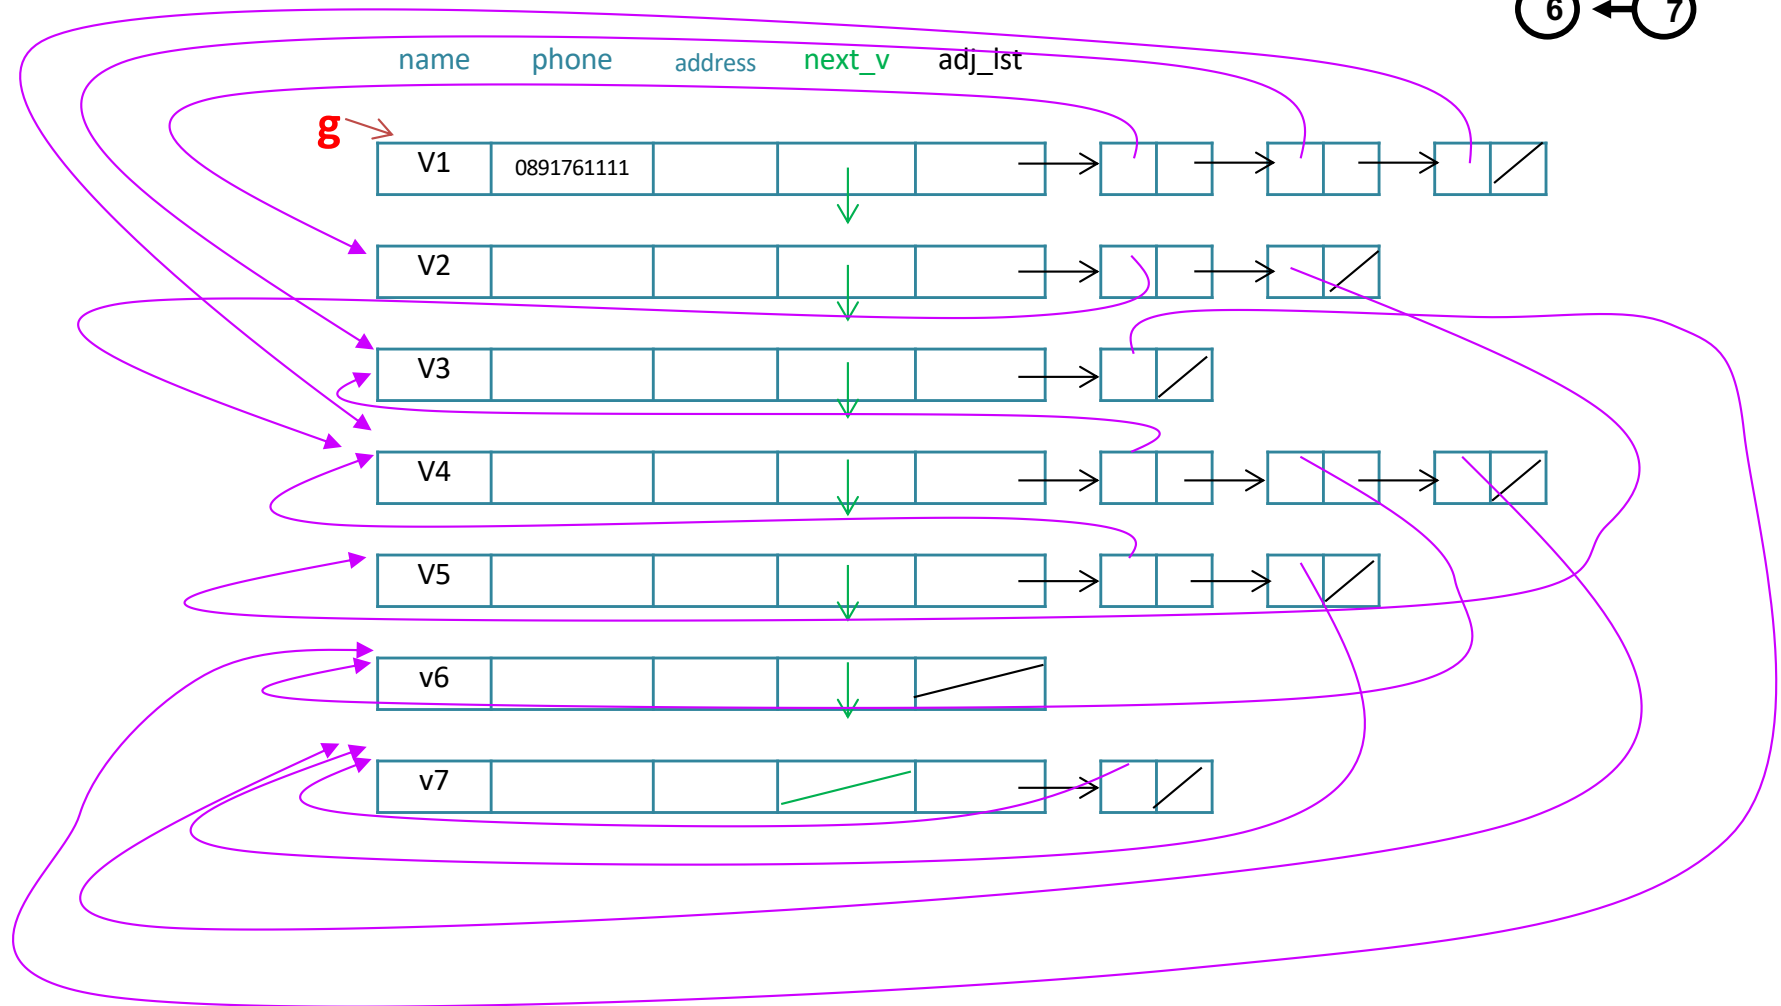 6 7
name phone address next_v adj_lst
g
V1 0891761111
V2
V3
V4
V5
v6
v7